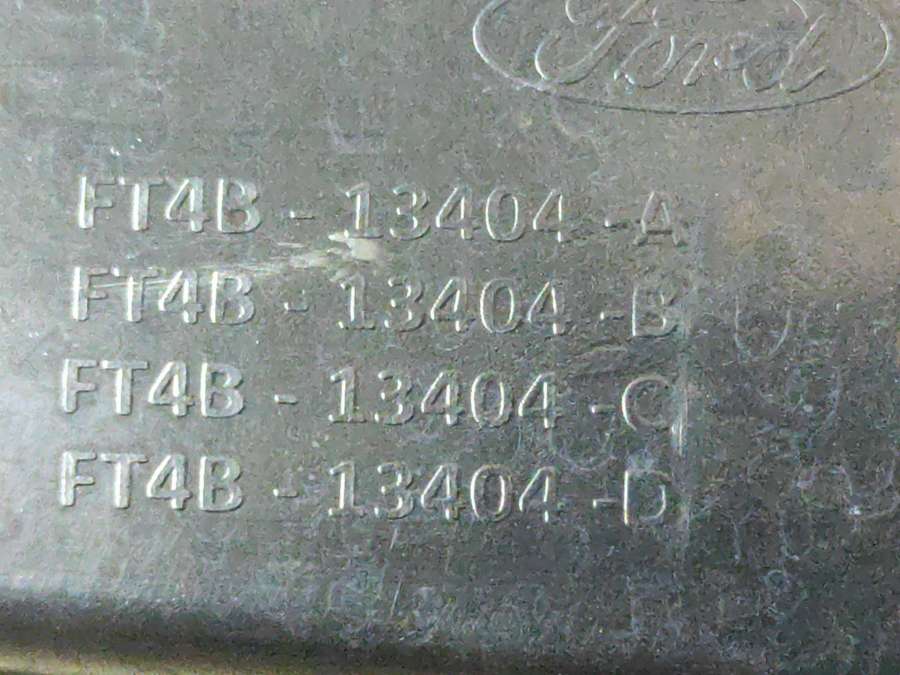 Ford
FT4B - 13404 -A
FT4B - 13404 -B
FT4B - 13404 -C
FT4B - 13404 -D